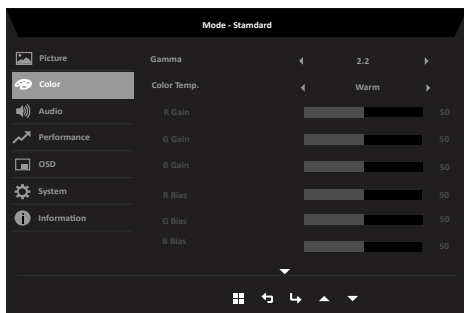 Mode - Stamdard
Picture
Color
Audio
Performance
OSD
System
Information
Gamma 2.2
Color Temp. Warm
R Gain 50
G Gain 50
B Gain 50
R Bias 50
G Bias 50
B Bias 50